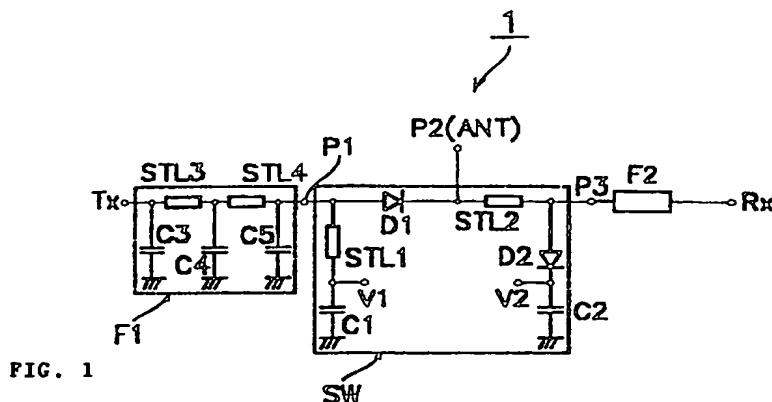 1
P2(ANT)
P1
STL3 STL4
P3 F2
Tx
D1
STL2
Rx
C3 C5
STL1
D2
C4
V1
V2
C1
C2
F1
FIG. 1
SW